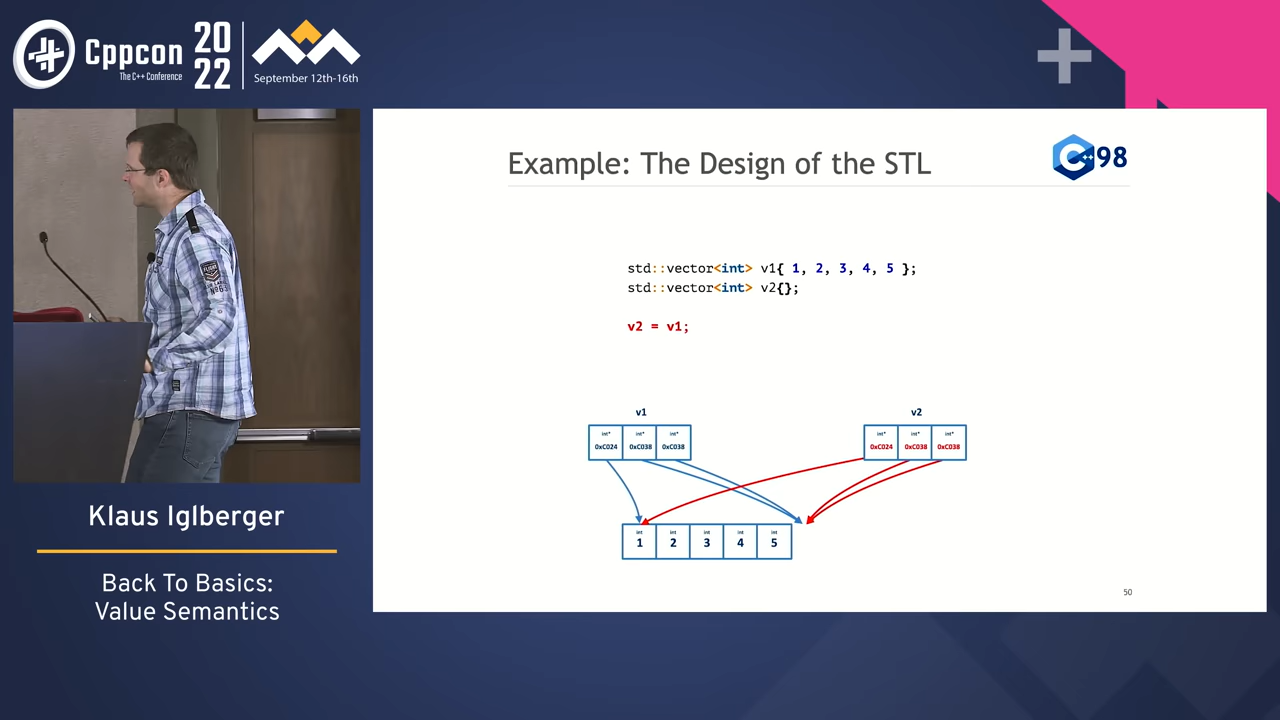 Cppcon
The C++ Conference
20
22
September 12th-16th
Example: The Design of the STL
C++98
std::vector<int> v1{ 1, 2, 3, 4, 5 };
std::vector<int> v2{};
v2 = v1;
v1
v2
int* int* int*
0xC024 0xC038 0xC038
int* int* int*
0xC024 0xC038 0xC038
int int int int int
1 2 3 4 5
50
Klaus Iglberger
Back To Basics:
Value Semantics